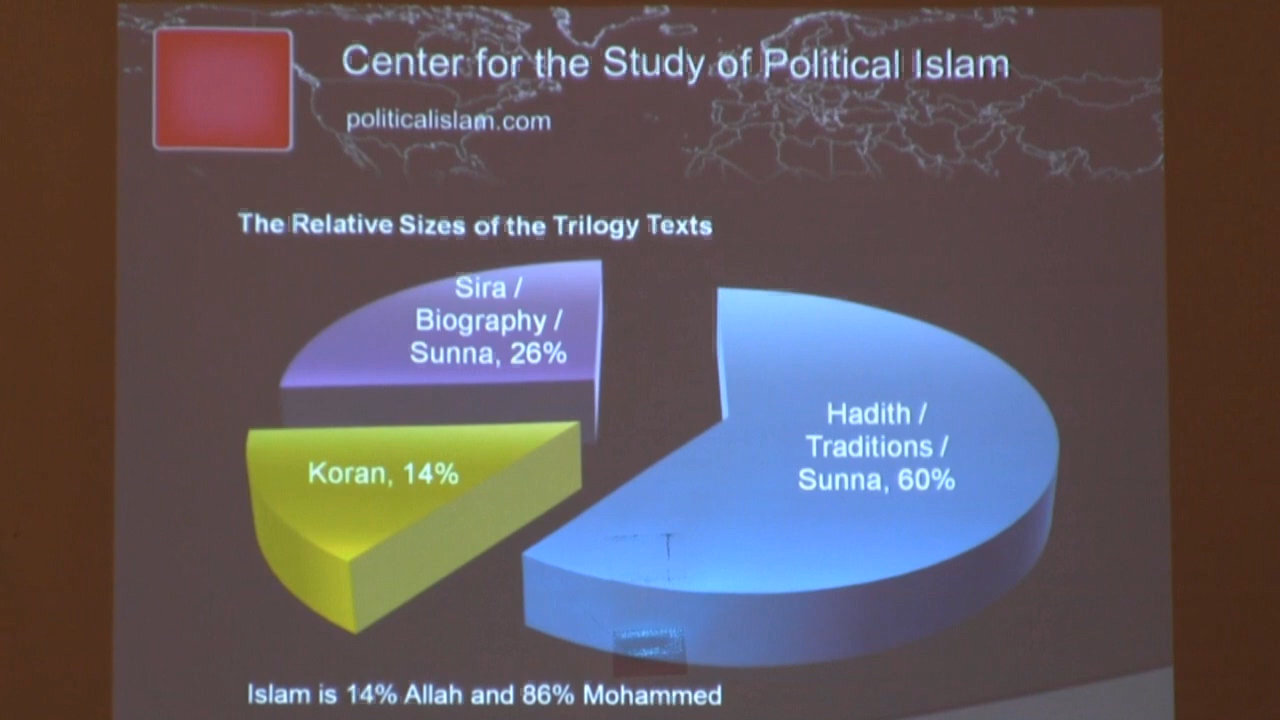 Center for the Study of Political Islam
politicalislam.com
The Relative Sizes of the Trilogy Texts
Sira /
Biography /
Sunna, 26%
Koran, 14%
Hadith /
Traditions /
Sunna, 60%
Islam is 14% Allah and 86% Mohammed